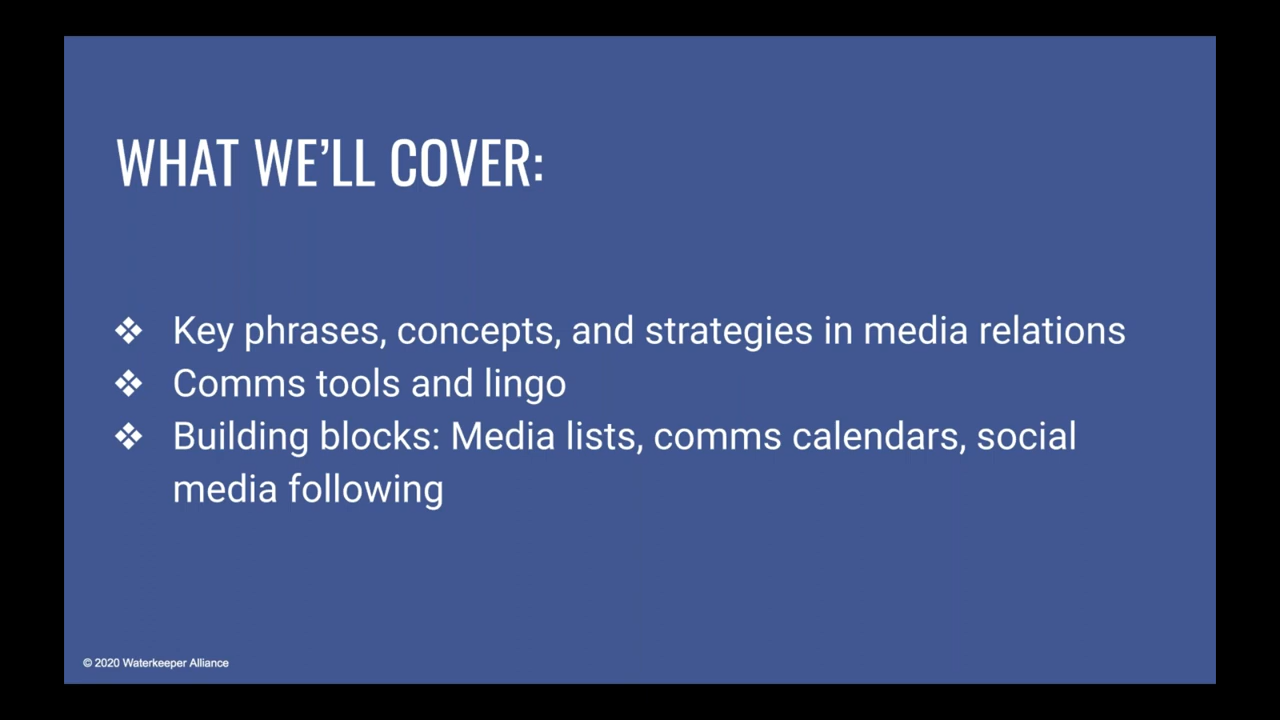 WHAT WE’LL COVER:
❖ Key phrases, concepts, and strategies in media relations
❖ Comms tools and lingo
❖ Building blocks: Media lists, comms calendars, social
media following
© 2020 Waterkeeper Alliance